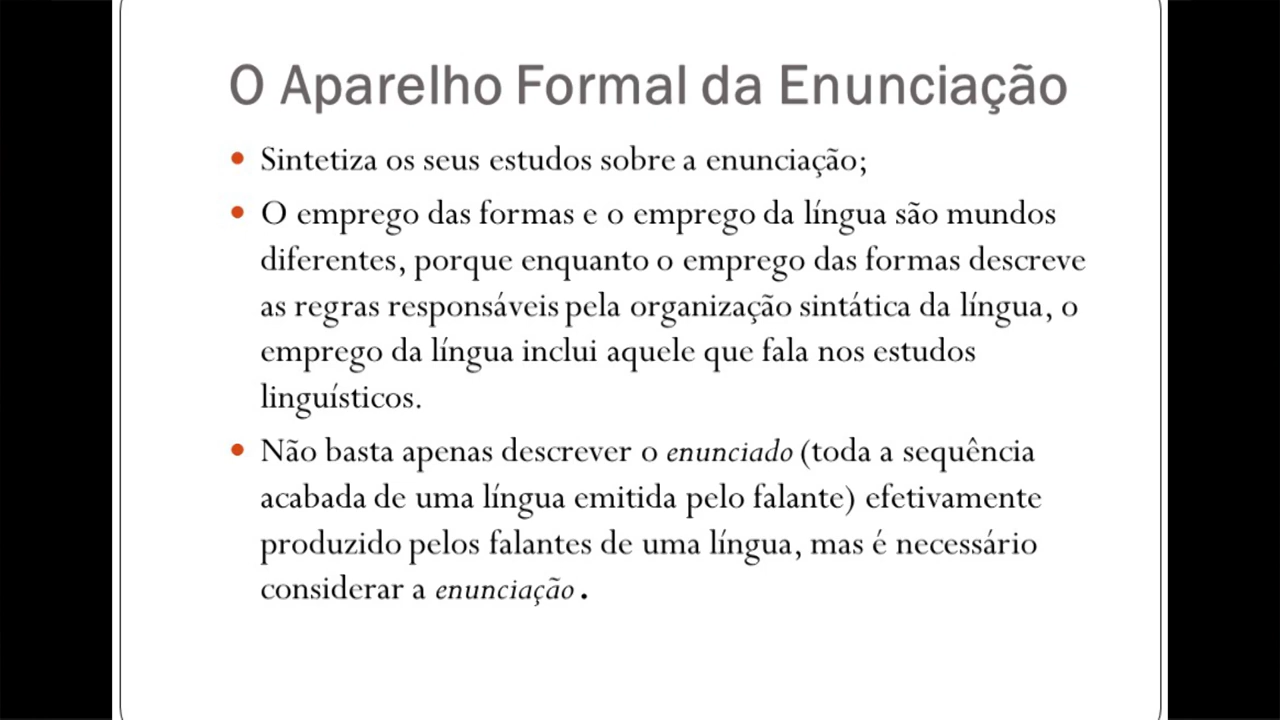 O Aparelho Formal da Enunciação
• Sintetiza os seus estudos sobre a enunciação;
• O emprego das formas e o emprego da língua são mundos
diferentes, porque enquanto o emprego das formas descreve
as regras responsáveis pela organização sintática da língua, o
emprego da língua inclui aquele que fala nos estudos
linguísticos.
• Não basta apenas descrever o enunciado (toda a sequência
acabada de uma língua emitida pelo falante) efetivamente
produzido pelos falantes de uma língua, mas é necessário
considerar a enunciação .